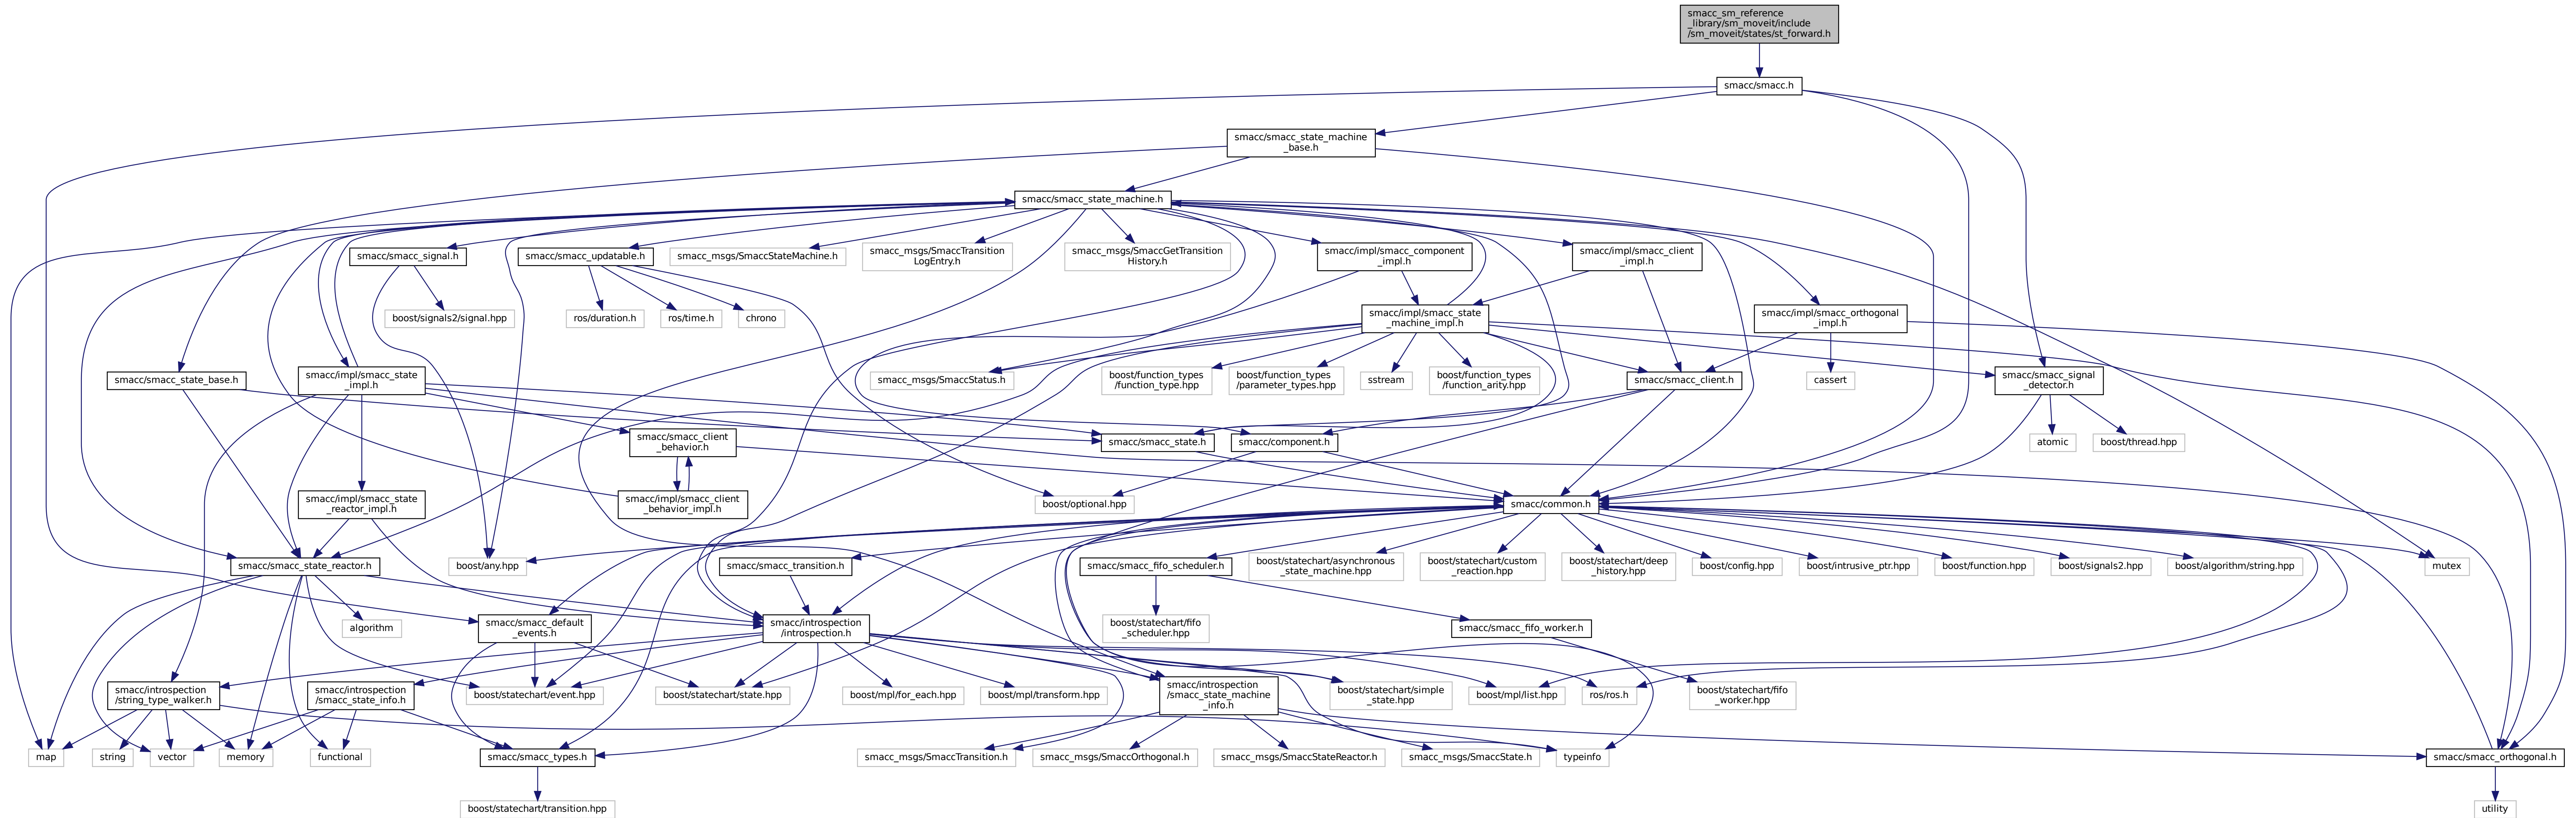 smacc_sm_reference
_library/sm_moveit/include
/sm_moveit/states/st_forward.h
smacc/smacc.h
smacc/smacc_state_machine
_base.h
smacc/smacc_state_machine.h
smacc/smacc_signal.h
smacc/smacc_updatable.h
smacc_msgs/SmaccStateMachine.h
smacc_msgs/SmaccTransition
LogEntry.h
smacc_msgs/SmaccGetTransition
History.h
smacc/impl/smacc_component
_impl.h
smacc/impl/smacc_client
_impl.h
boost/signals2/signal.hpp
ros/duration.h
ros/time.h
chrono
smacc/impl/smacc_state
_machine_impl.h
smacc/impl/smacc_orthogonal
_impl.h
smacc/smacc_state_base.h
smacc/impl/smacc_state
_impl.h
smacc_msgs/SmaccStatus.h
boost/function_types
/function_type.hpp
boost/function_types
/parameter_types.hpp
sstream
boost/function_types
/function_arity.hpp
smacc/smacc_client.h
cassert
smacc/smacc_signal
_detector.h
smacc/smacc_client
_behavior.h
smacc/smacc_state.h
smacc/component.h
atomic
boost/thread.hpp
smacc/impl/smacc_state
_reactor_impl.h
smacc/impl/smacc_client
_behavior_impl.h
boost/optional.hpp
smacc/common.h
smacc/smacc_state_reactor.h
boost/any.hpp
smacc/smacc_transition.h
smacc/smacc_fifo_scheduler.h
boost/statechart/asynchronous
_state_machine.hpp
boost/statechart/custom
_reaction.hpp
boost/statechart/deep
_history.hpp
boost/config.hpp
boost/intrusive_ptr.hpp
boost/function.hpp
boost/signals2.hpp
boost/algorithm/string.hpp
mutex
algorithm
smacc/smacc_default
_events.h
smacc/introspection
/introspection.h
boost/statechart/fifo
_scheduler.hpp
smacc/smacc_fifo_worker.h
smacc/introspection
/string_type_walker.h
smacc/introspection
/smacc_state_info.h
boost/statechart/event.hpp
boost/statechart/state.hpp
boost/mpl/for_each.hpp
boost/mpl/transform.hpp
smacc/introspection
/smacc_state_machine
_info.h
boost/statechart/simple
_state.hpp
boost/mpl/list.hpp
ros/ros.h
boost/statechart/fifo
_worker.hpp
map
string
vector
memory
functional
smacc/smacc_types.h
smacc_msgs/SmaccTransition.h
smacc_msgs/SmaccOrthogonal.h
smacc_msgs/SmaccStateReactor.h
smacc_msgs/SmaccState.h
typeinfo
smacc/smacc_orthogonal.h
boost/statechart/transition.hpp
utility